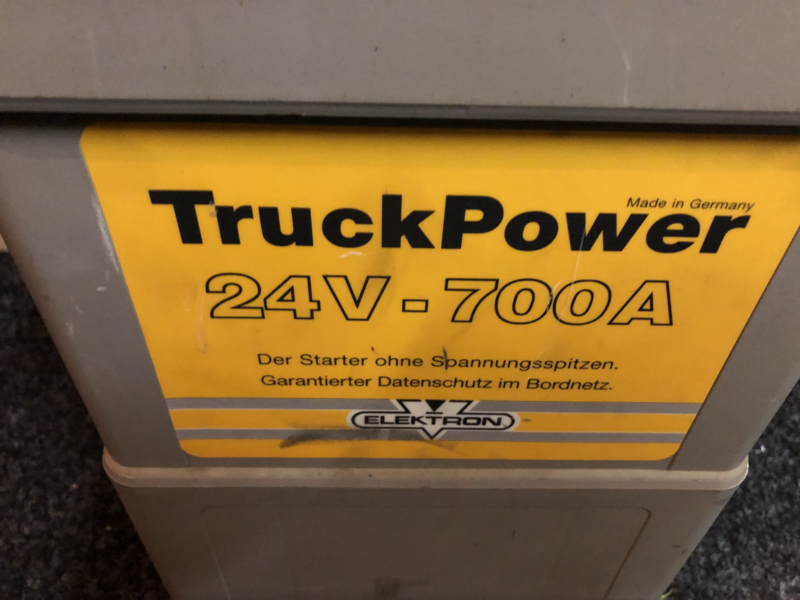 Made in Germany
TruckPower
24V-700A
Der Starter ohne Spannungsspitzen.
Garantierter Datenschutz im Bordnetz.
ELEKTRON